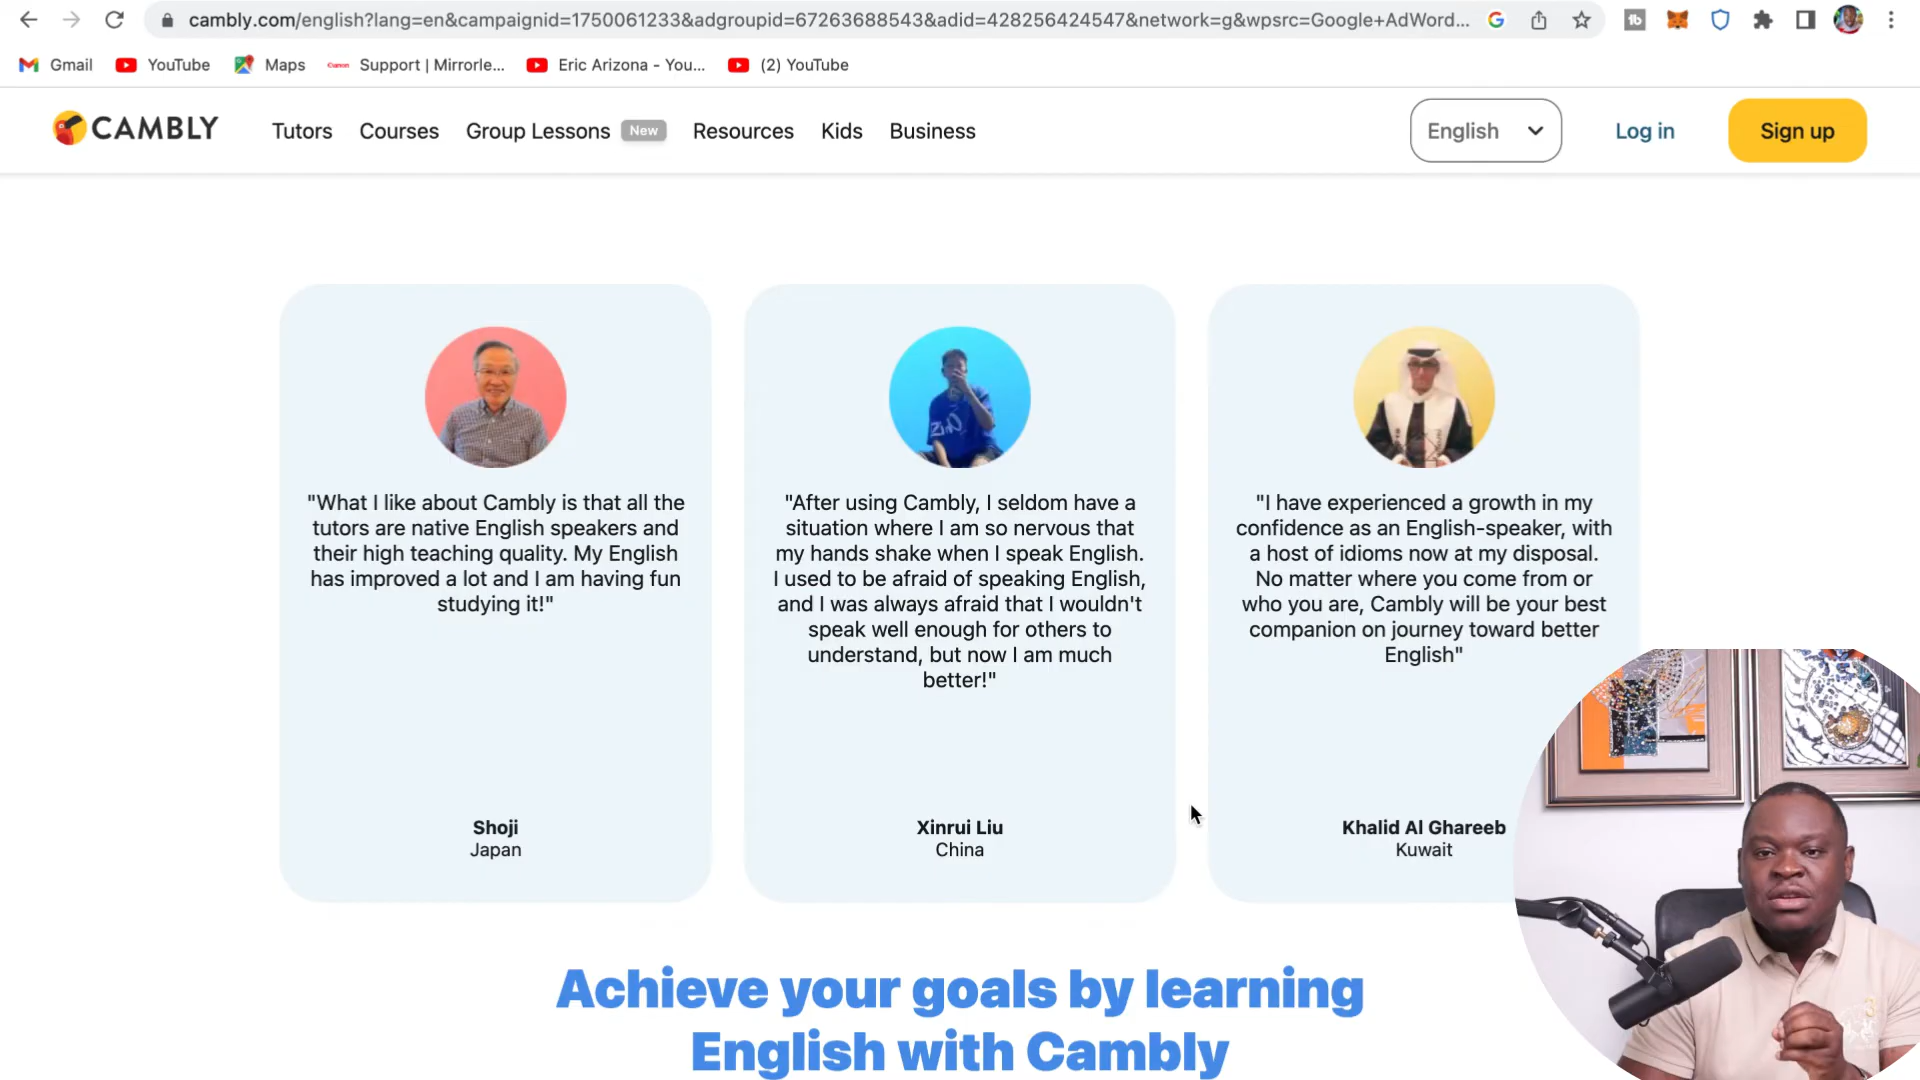 cambly.com/english?lang=en&campaignid=1750061233&adgroupid=67263688543&adid=428256424547&network=g&wpsrc=Google+AdWord...
Gmail
YouTube
Maps
Canon
Support | Mirrorle...
Eric Arizona - You...
(2) YouTube
CAMBLY
Tutors
Courses
Group Lessons
New
Resources
Kids
Business
English
Log in
Sign up
"What I like about Cambly is that all the
tutors are native English speakers and
their high teaching quality. My English
has improved a lot and I am having fun
studying it!"
Shoji
Japan
"After using Cambly, I seldom have a
situation where I am so nervous that
my hands shake when I speak English.
I used to be afraid of speaking English,
and I was always afraid that I wouldn't
speak well enough for others to
understand, but now I am much
better!"
Xinrui Liu
China
"I have experienced a growth in my
confidence as an English-speaker, with
a host of idioms now at my disposal.
No matter where you come from or
who you are, Cambly will be your best
companion on journey toward better
English"
Khalid Al Ghareeb
Kuwait
Achieve your goals by learning
English with Cambly